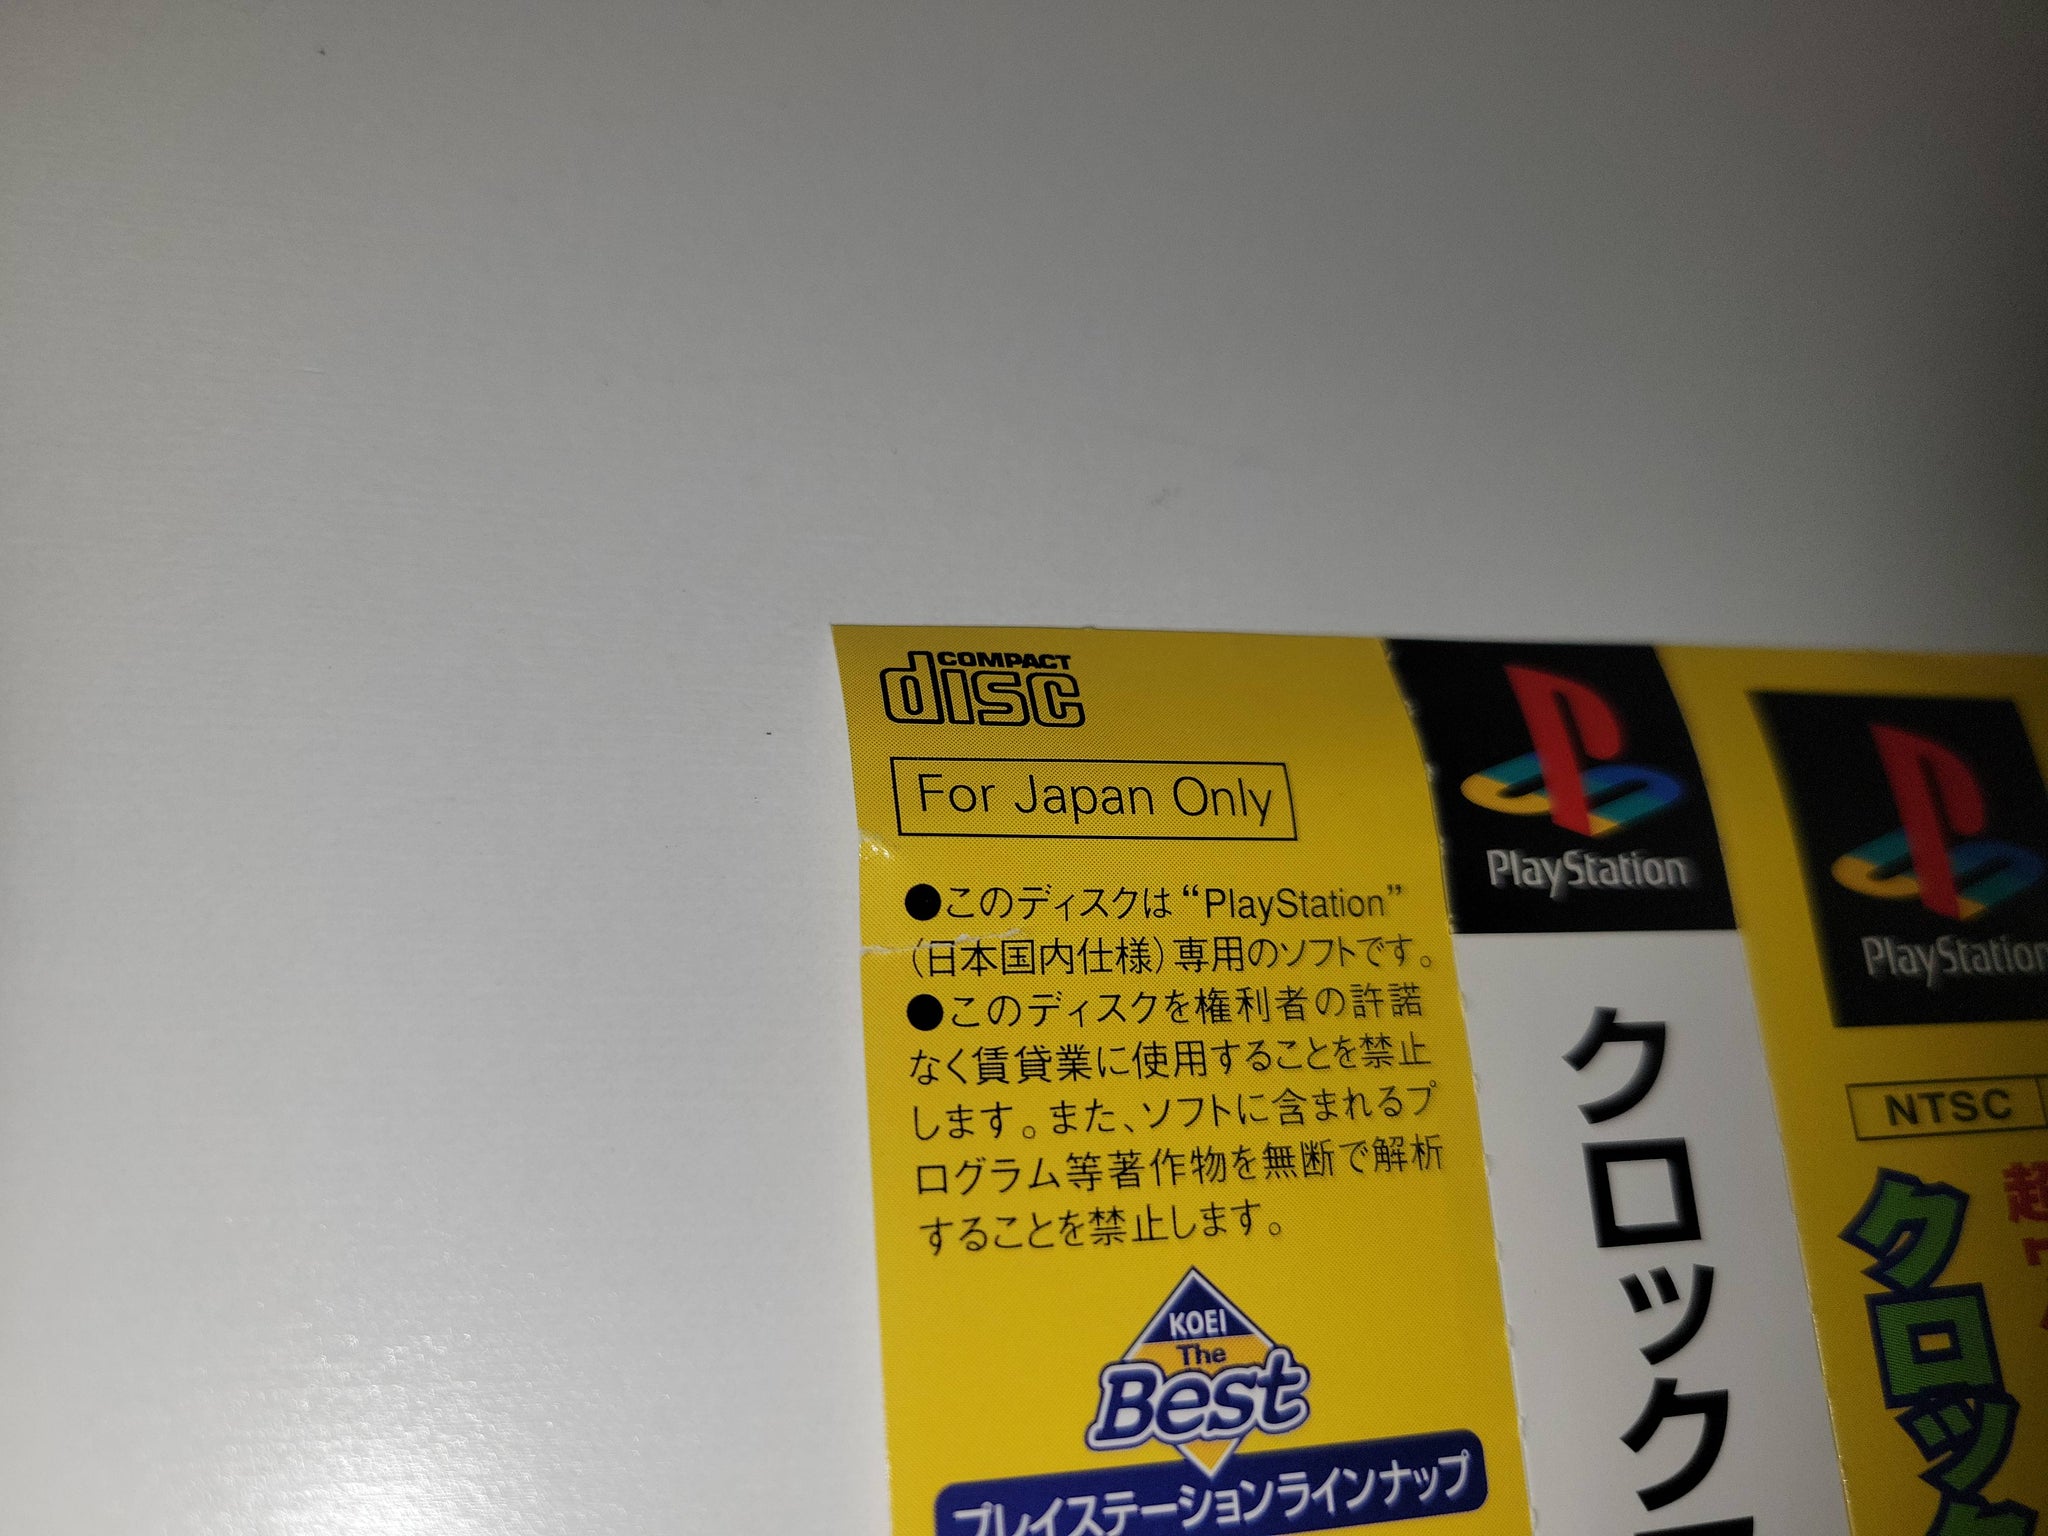 COMPACT
disc
For Japan Only
●このディスクは“PlayStation”
（日本国内仕様）専用のソフトです。
●このディスクを権利者の許諾
なく賃貸業に使用することを禁止
します。また、ソフトに含まれるプ
ログラム等著作物を無断で解析
することを禁止します。
KOEI
The
Best
プレイステーションラインナップ
PlayStation
クロック
PlayStation
NTSC
超
クロック